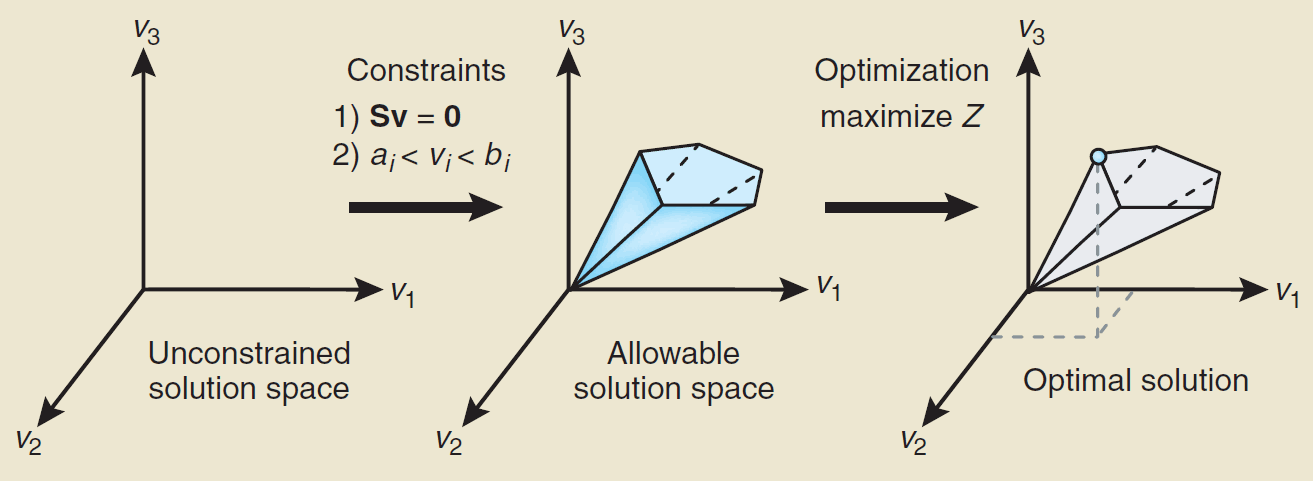 v3
v1
v2
Unconstrained
solution space
Constraints
1) Sv = 0
2) ai < vi < bi
v3
v1
v2
Allowable
solution space
Optimization
maximize Z
v3
v1
v2
Optimal solution